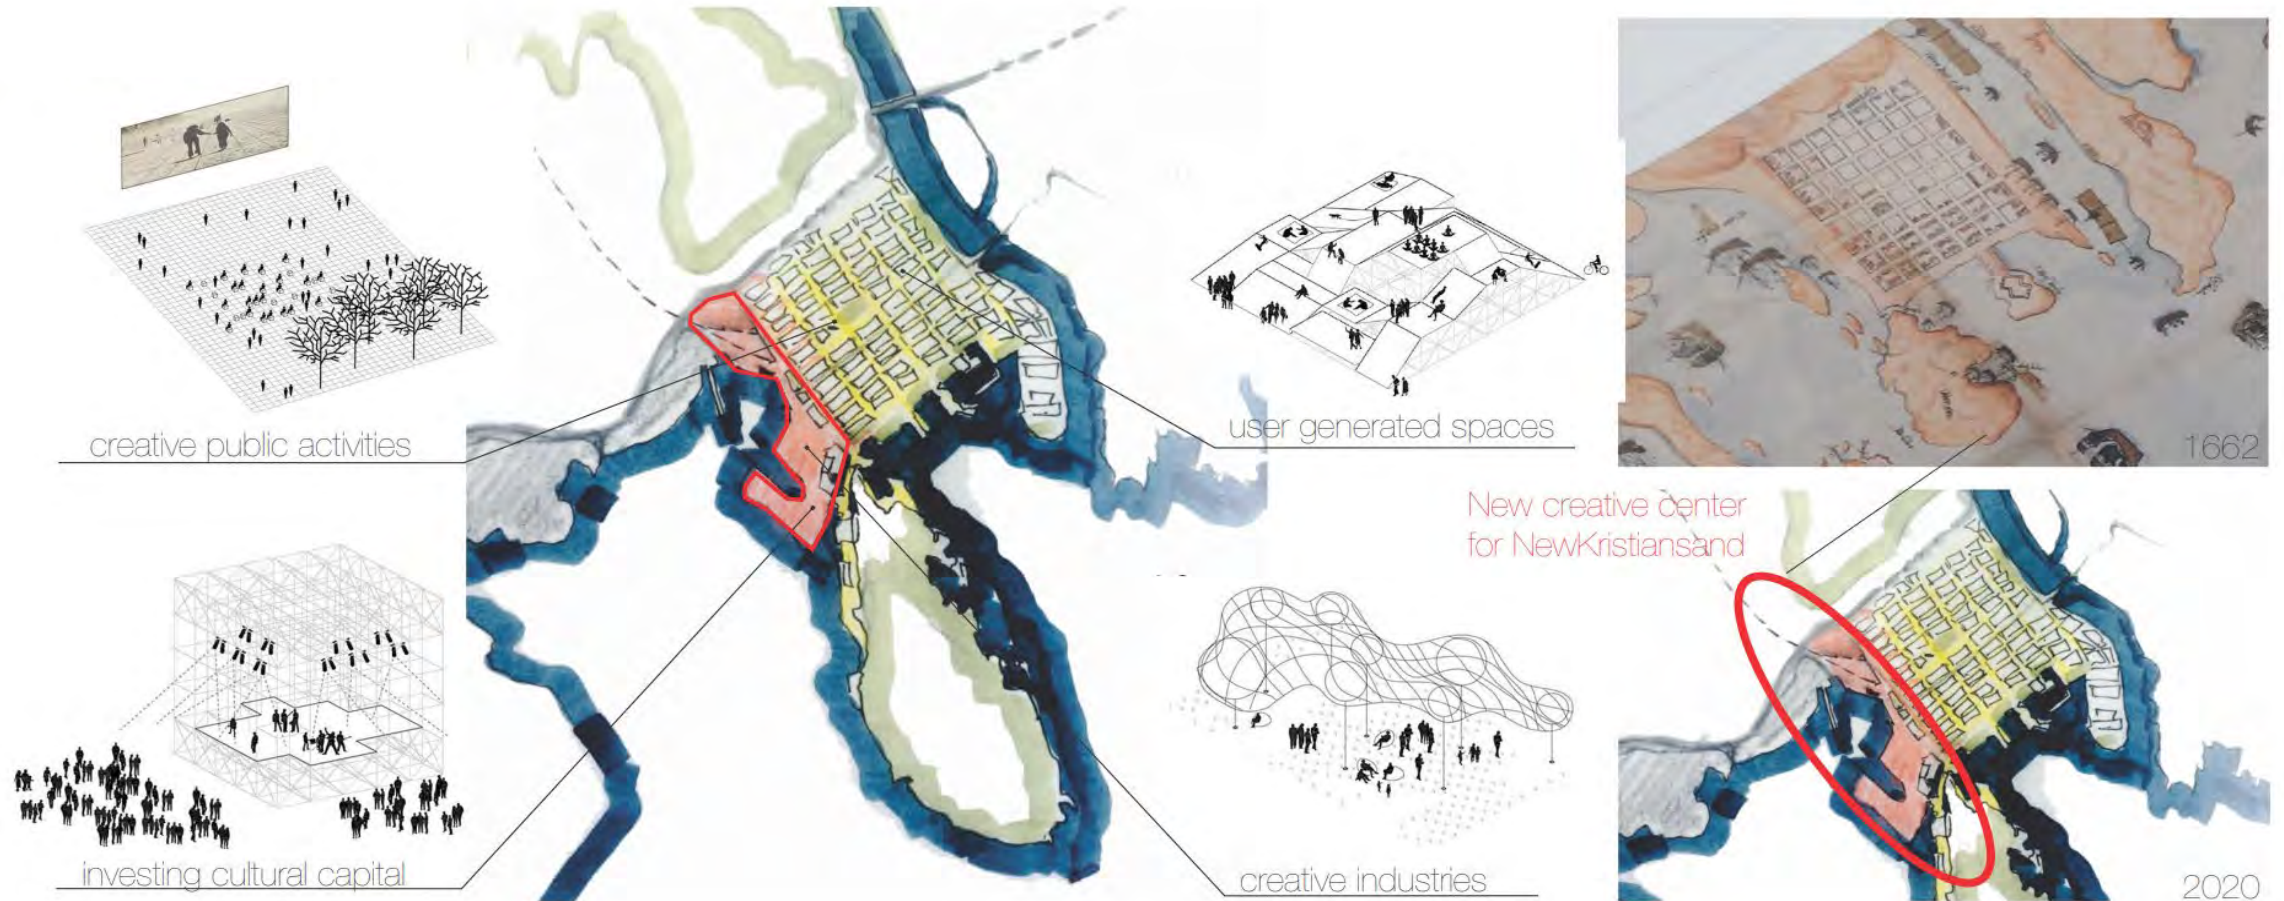 creative public activities
user generated spaces
1662
New creative center
for NewKristiansand
investing cultural capital
creative industries
2020